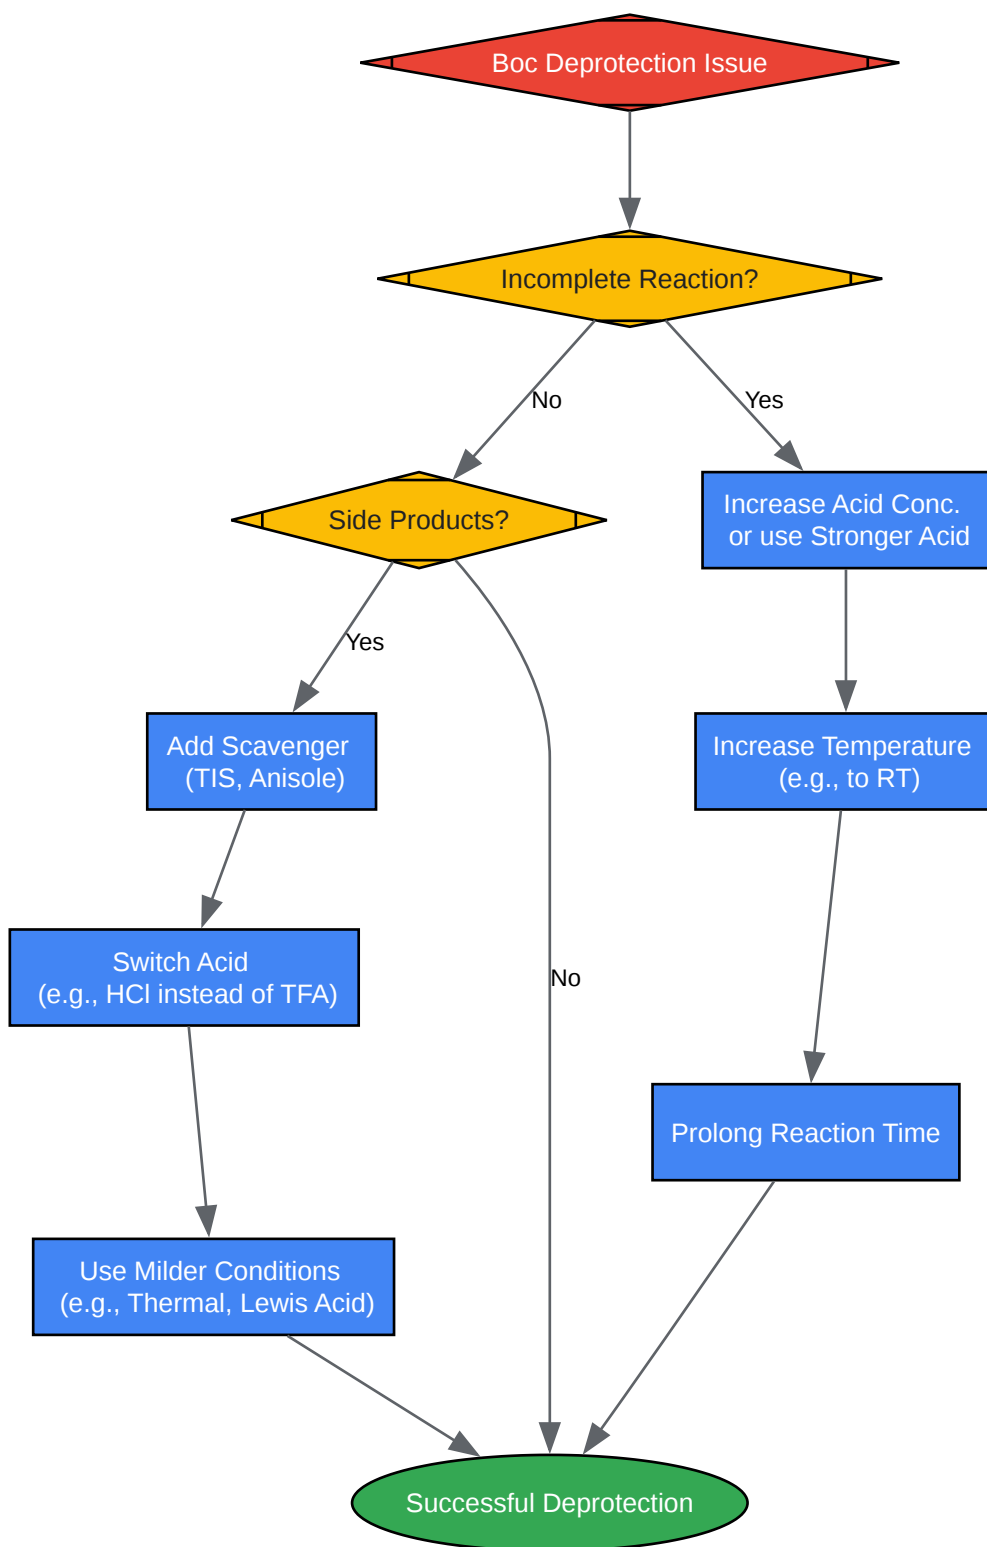 Boc Deprotection Issue
Incomplete Reaction?
No
Yes
Side Products?
Increase Acid Conc.
or use Stronger Acid
Yes
Add Scavenger
(TIS, Anisole)
Increase Temperature
(e.g., to RT)
Switch Acid
(e.g., HCl instead of TFA)
No
Prolong Reaction Time
Use Milder Conditions
(e.g., Thermal, Lewis Acid)
Successful Deprotection